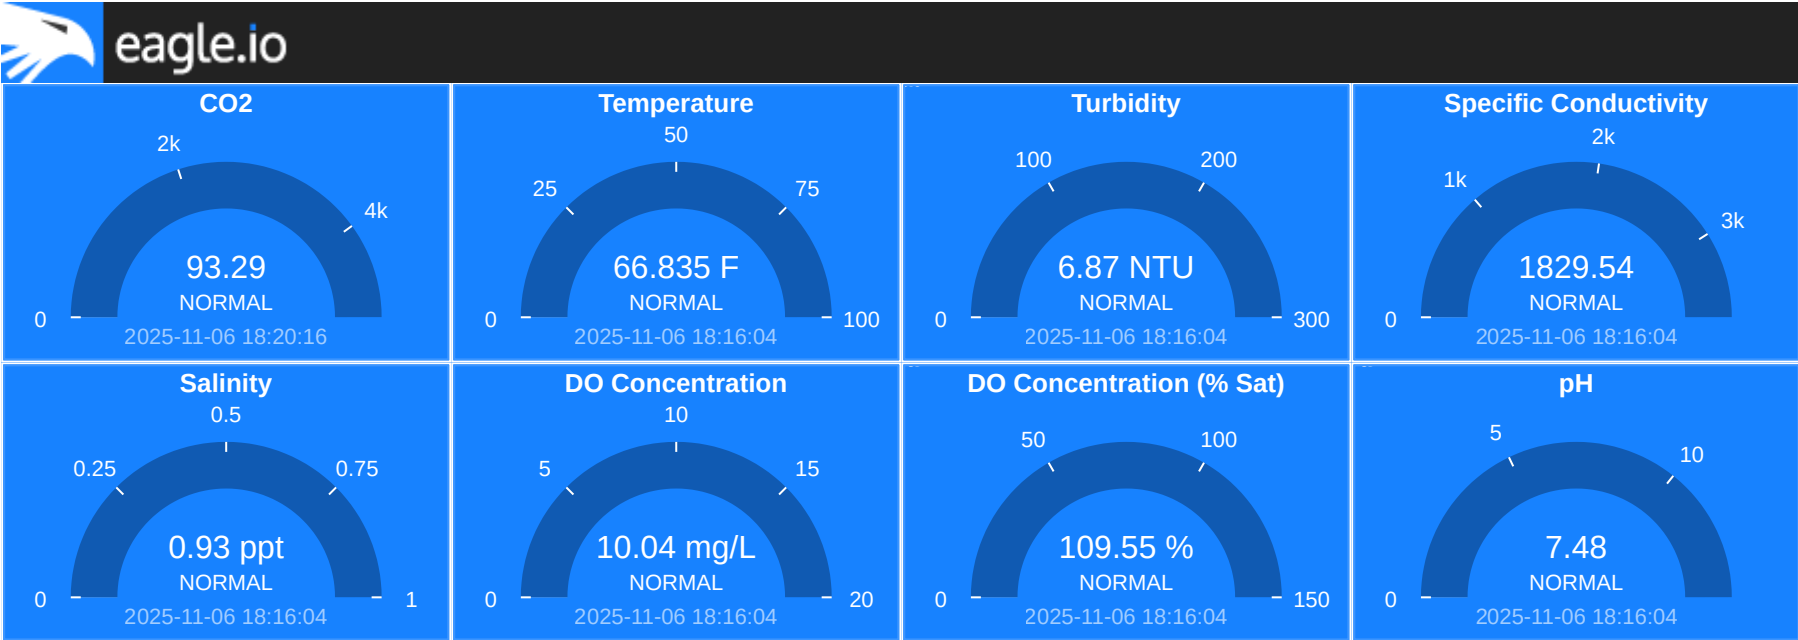 eagle.io
CO2
2k
4k
0
93.29
NORMAL
2025-11-06 18:20:16
Temperature
50
25
75
0
100
66.835 F
NORMAL
2025-11-06 18:16:04
Turbidity
100
200
0
300
6.87 NTU
NORMAL
2025-11-06 18:16:04
Specific Conductivity
2k
1k
3k
0
1829.54
NORMAL
2025-11-06 18:16:04
Salinity
0.5
0.25
0.75
0
1
0.93 ppt
NORMAL
2025-11-06 18:16:04
DO Concentration
10
5
15
0
20
10.04 mg/L
NORMAL
2025-11-06 18:16:04
DO Concentration (% Sat)
50
100
0
150
109.55 %
NORMAL
2025-11-06 18:16:04
pH
5
10
0
7.48
NORMAL
2025-11-06 18:16:04